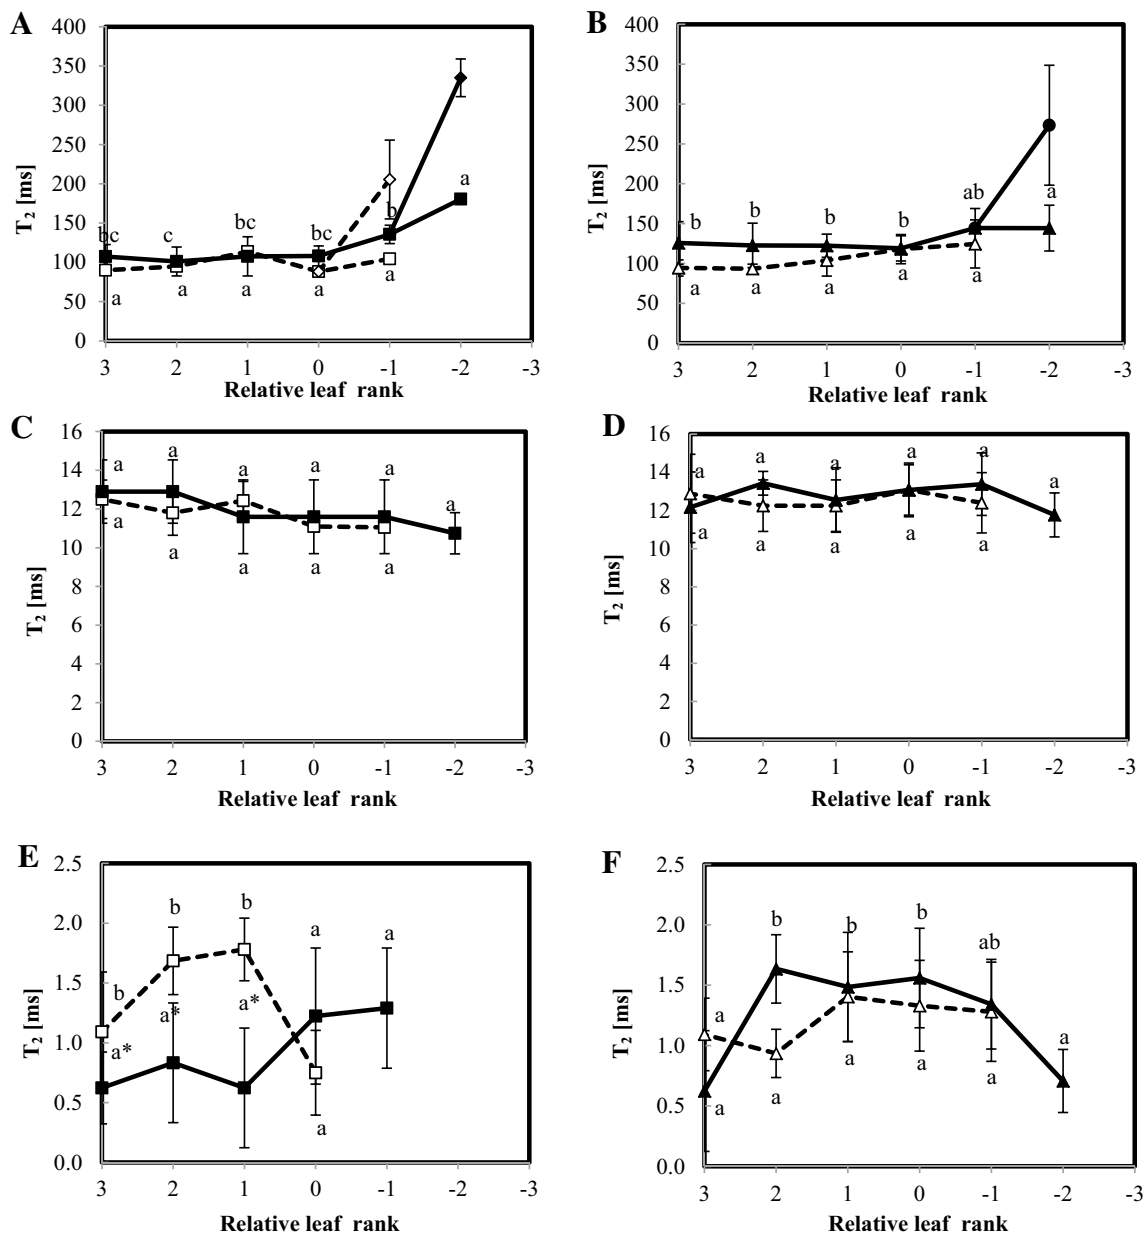 A
400
350
300
250
200
150
100
50
0
T2 [ms]
bc c bc bc b a
a a a a a
3 2 1 0 -1 -2 -3
Relative leaf rank
B
400
350
300
250
200
150
100
50
0
T2 [ms]
b b b b ab a
a a a a a
3 2 1 0 -1 -2 -3
Relative leaf rank
C
16
14
12
10
8
6
4
2
0
T2 [ms]
a a a a a a
a a a a a
3 2 1 0 -1 -2 -3
Relative leaf rank
D
16
14
12
10
8
6
4
2
0
T2 [ms]
a a a a a a
a a a a a
3 2 1 0 -1 -2 -3
Relative leaf rank
E
2.5
2.0
1.5
1.0
0.5
0.0
T2 [ms]
b b b a a
a* a* a* a
3 2 1 0 -1 -2 -3
Relative leaf rank
F
2.5
2.0
1.5
1.0
0.5
0.0
T2 [ms]
a b b b ab a
a a a a a
3 2 1 0 -1 -2 -3
Relative leaf rank